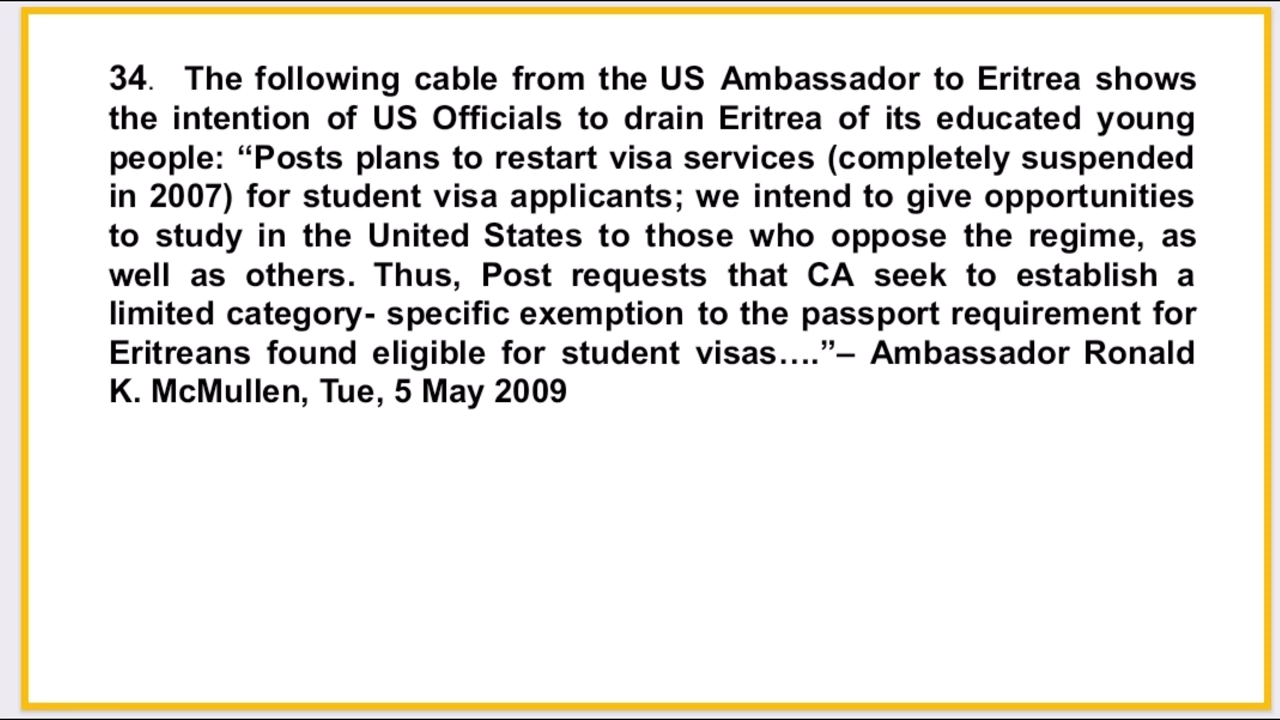 34. The following cable from the US Ambassador to Eritrea shows
the intention of US Officials to drain Eritrea of its educated young
people: “Posts plans to restart visa services (completely suspended
in 2007) for student visa applicants; we intend to give opportunities
to study in the United States to those who oppose the regime, as
well as others. Thus, Post requests that CA seek to establish a
limited category- specific exemption to the passport requirement for
Eritreans found eligible for student visas….”– Ambassador Ronald
K. McMullen, Tue, 5 May 2009